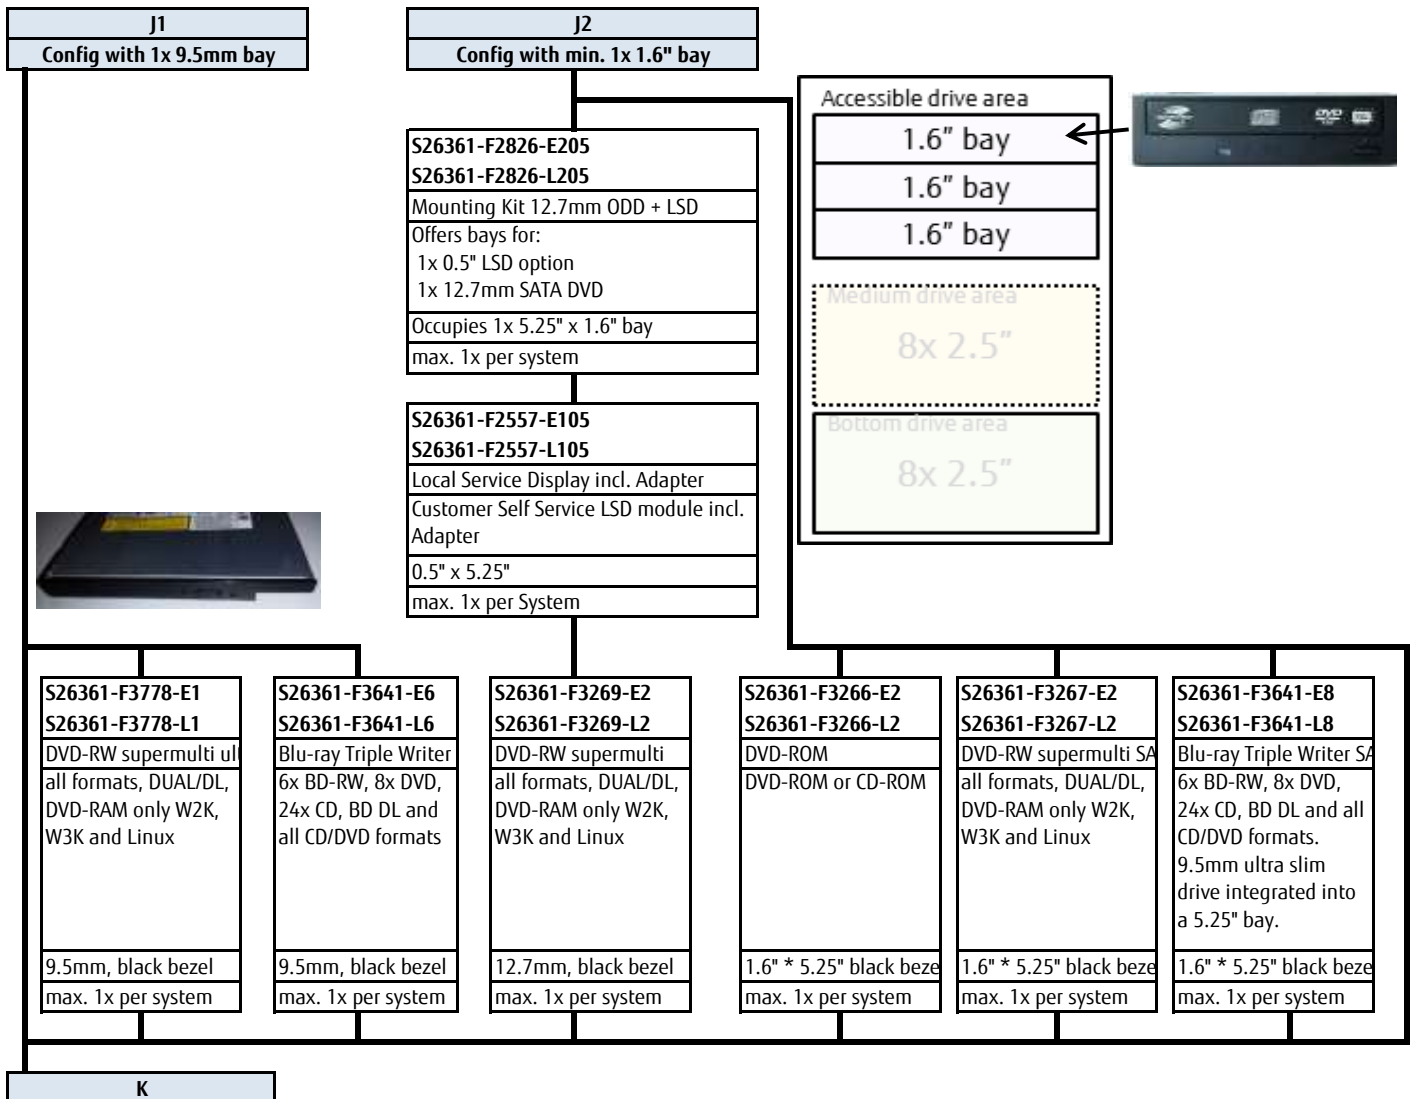 J1
Config with 1x 9.5mm bay
J2
Config with min. 1x 1.6" bay
Accessible drive area
1.6" bay
1.6" bay
1.6" bay
Medium drive area
8x 2.5"
Bottom drive area
8x 2.5"
S26361-F2826-E205
S26361-F2826-L205
Mounting Kit 12.7mm ODD + LSD
Offers bays for:
1x 0.5" LSD option
1x 12.7mm SATA DVD
Occupies 1x 5.25" x 1.6" bay
max. 1x per system
S26361-F2557-E105
S26361-F2557-L105
Local Service Display incl. Adapter
Customer Self Service LSD module incl.
Adapter
0.5" x 5.25"
max. 1x per System
S26361-F3778-E1
S26361-F3778-L1
DVD-RW supermulti ul
all formats, DUAL/DL,
DVD-RAM only W2K,
W3K and Linux
9.5mm, black bezel
max. 1x per system
S26361-F3641-E6
S26361-F3641-L6
Blu-ray Triple Writer
6x BD-RW, 8x DVD,
24x CD, BD DL and
all CD/DVD formats
9.5mm, black bezel
max. 1x per system
S26361-F3269-E2
S26361-F3269-L2
DVD-RW supermulti
all formats, DUAL/DL,
DVD-RAM only W2K,
W3K and Linux
12.7mm, black bezel
max. 1x per system
S26361-F3266-E2
S26361-F3266-L2
DVD-ROM
DVD-ROM or CD-ROM
1.6" * 5.25" black beze
max. 1x per system
S26361-F3267-E2
S26361-F3267-L2
DVD-RW supermulti SA
all formats, DUAL/DL,
DVD-RAM only W2K,
W3K and Linux
1.6" * 5.25" black beze
max. 1x per system
S26361-F3641-E8
S26361-F3641-L8
Blu-ray Triple Writer SA
6x BD-RW, 8x DVD,
24x CD, BD DL and all
CD/DVD formats.
9.5mm ultra slim
drive integrated into
a 5.25" bay.
1.6" * 5.25" black beze
max. 1x per system
K